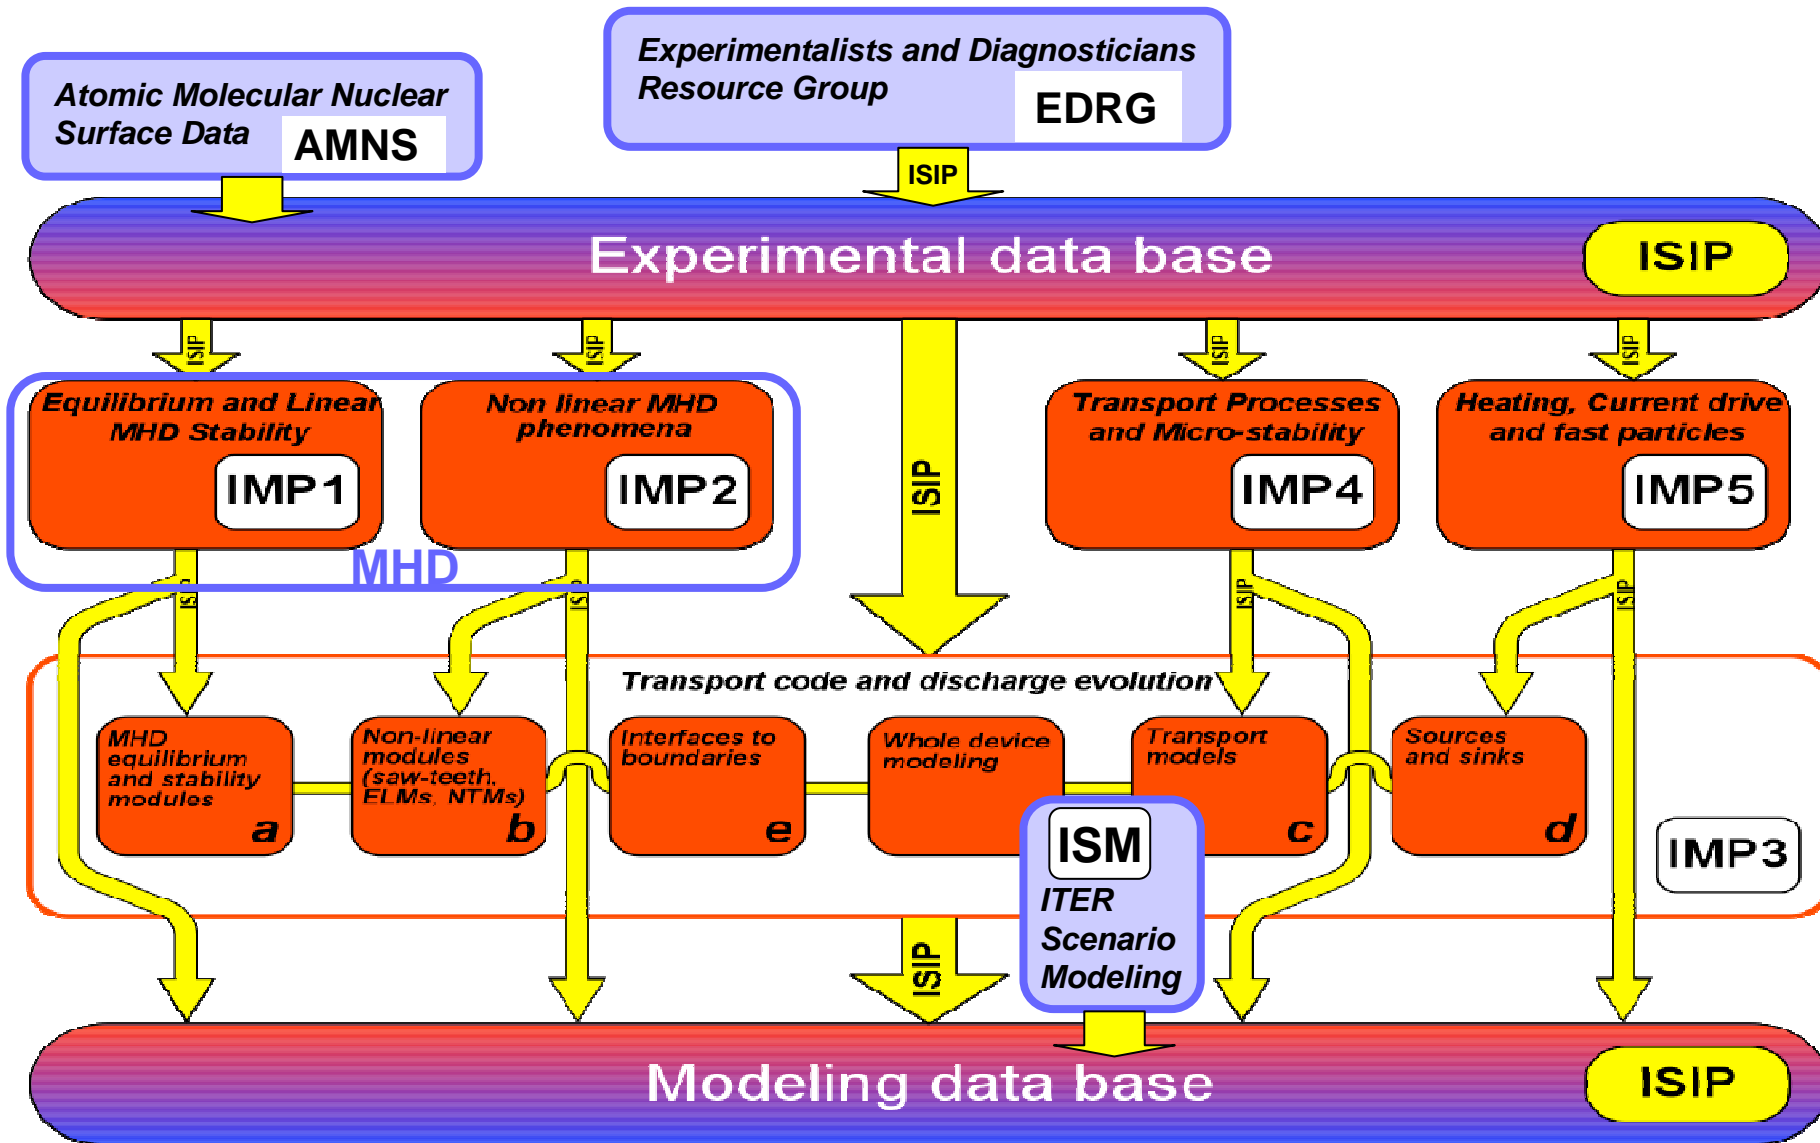 Experimentalists and Diagnosticians
Resource Group
EDRG
Atomic Molecular Nuclear
Surface Data
AMNS
ISIP
Experimental data base
ISIP
ISIP
ISIP
ISIP
ISIP
Equilibrium and Linear
MHD Stability
IMP1
Non linear MHD
phenomena
IMP2
MHD
ISIP
Transport Processes
and Micro-stability
IMP4
Heating, Current drive
and fast particles
IMP5
ISIP
ISIP
ISIP
ISIP
Transport code and discharge evolution
MHD
equilibrium
and stability
modules
a
Non-linear
modules
(saw-teeth,
ELMs, NTMs)
b
Interfaces to
boundaries
e
Whole device
modeling
Transport
models
c
Sources
and sinks
d
IMP3
ISM
ITER
Scenario
Modeling
ISIP
Modeling data base
ISIP